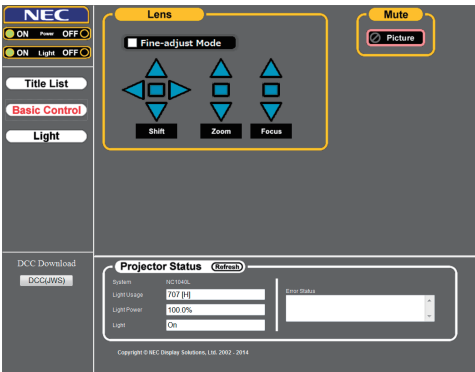 NEC
ON Power OFF
ON Light OFF
Title List
Basic Control
Light
DCC Download
DCC(JWS)
Lens
Fine-adjust Mode
Shift
Zoom
Focus
Mute
Picture
Projector Status (Refresh)
System NC1040L
Light Usage 707 [H]
Light Power 100.0%
Light On
Error Status
Copyright © NEC Display Solutions, Ltd. 2002 - 2014